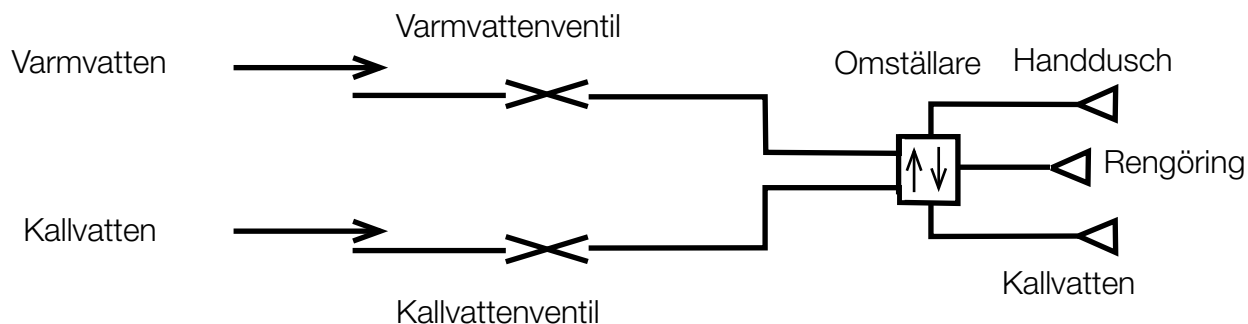 Varmvattenventil
Varmvatten
Omställare
Handdusch
Rengöring
Kallvatten
Kallvatten
Kallvattenventil